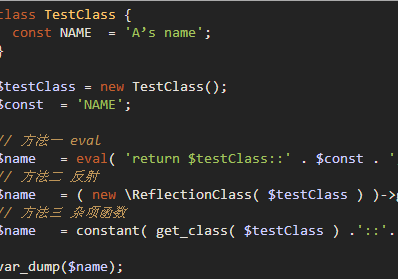 class TestClass {
const NAME = 'A’s name';
}
$testClass = new TestClass();
$const = 'NAME';
// 方法一 eval
$name = eval( 'return $testClass::' . $const . '
// 方法二 反射
$name = ( new \ReflectionClass( $testClass ) )->
// 方法三 杂项函数
$name = constant( get_class( $testClass ) .'::'.
var_dump($name);